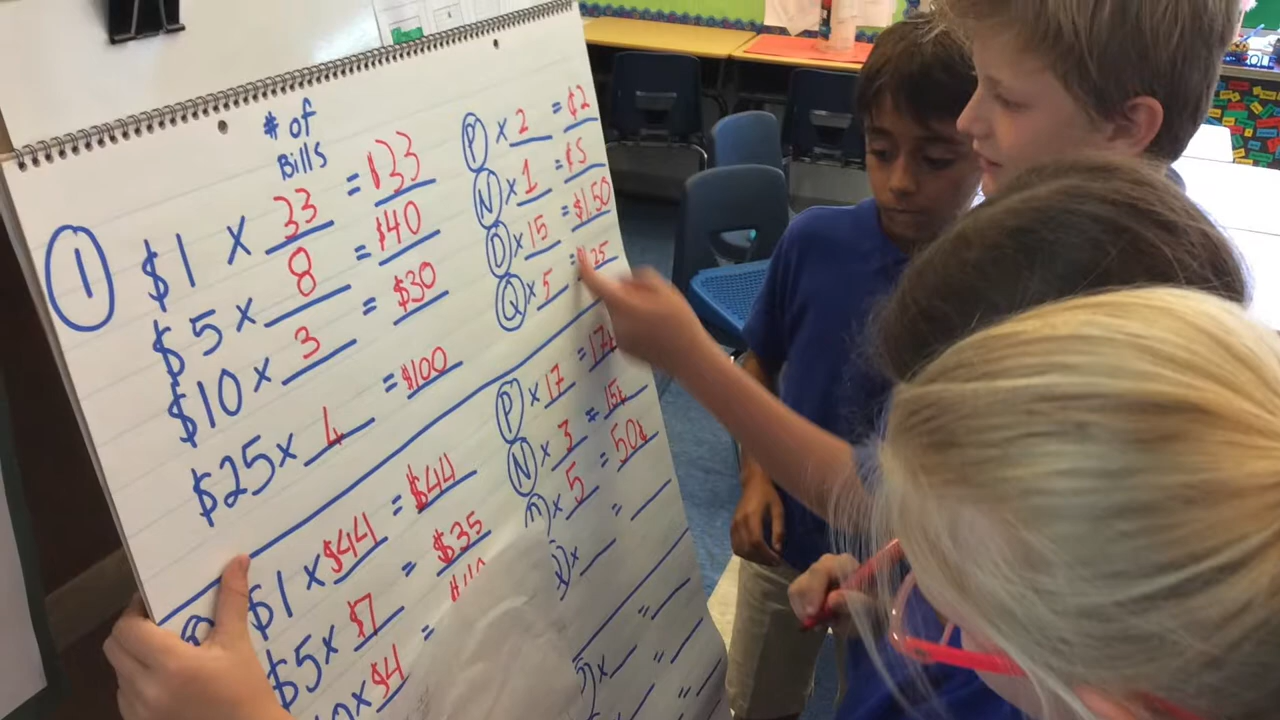 # of
Bills
1
$1 x 33 = $33
$5 x 8 = $40
$10 x 3 = $30
$25 x 4 = $100
P x 2 = ¢2
N x 1 = ¢5
D x 15 = $1.50
Q x 5 = $1.25
$1 x $44 = $44
$5 x $7 = $35
x $4 =
P x 17 = 17¢
N x 3 = 15¢
x 5 = 50¢
x =